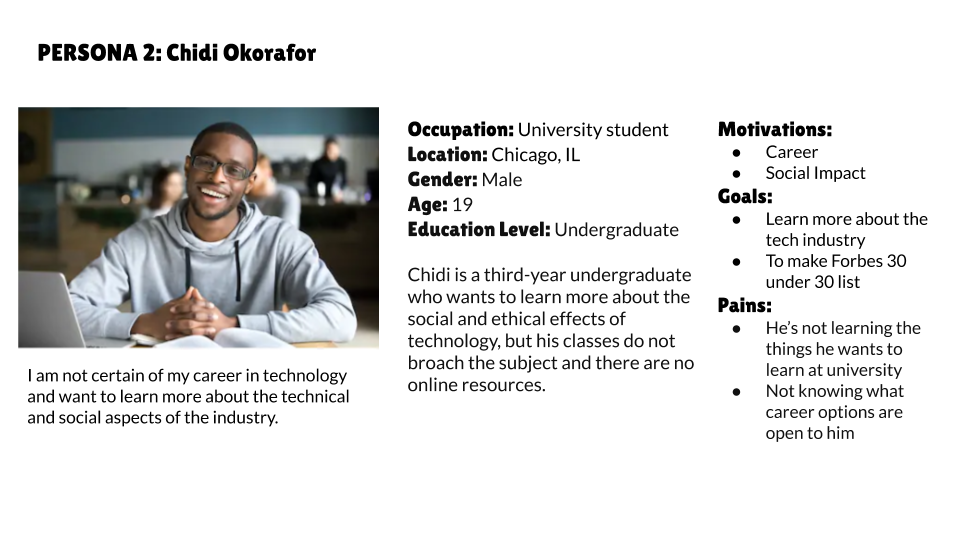 PERSONA 2: Chidi Okorafor
I am not certain of my career in technology
and want to learn more about the technical
and social aspects of the industry.
Occupation: University student
Location: Chicago, IL
Gender: Male
Age: 19
Education Level: Undergraduate
Chidi is a third-year undergraduate
who wants to learn more about the
social and ethical effects of
technology, but his classes do not
broach the subject and there are no
online resources.
Motivations:
● Career
● Social Impact
Goals:
● Learn more about the
tech industry
● To make Forbes 30
under 30 list
Pains:
● He's not learning the
things he wants to
learn at university
● Not knowing what
career options are
open to him